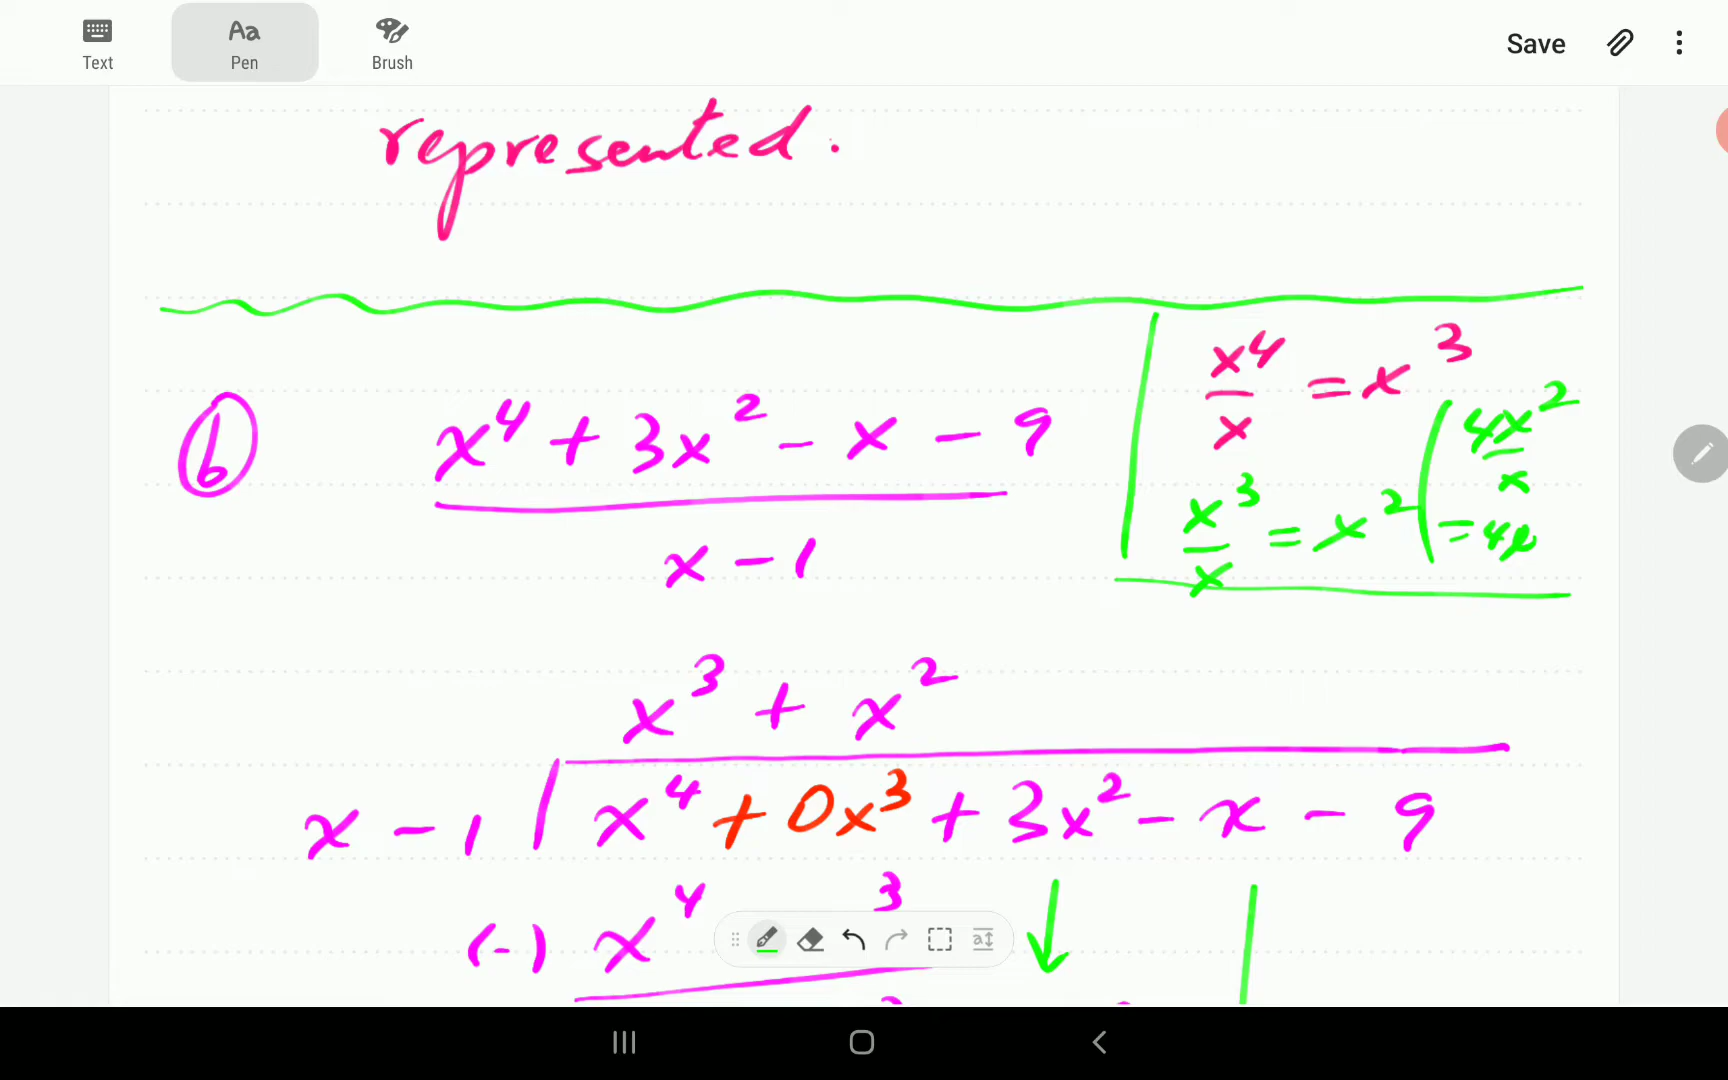 Text Pen Brush Save
represented.
b x⁴ + 3x² - x - 9
x - 1
x⁴/x = x³
x³/x = x² ( 4x²/x
= 4x
x³ + x²
x - 1 | x⁴ + 0x³ + 3x² - x - 9
(-) x⁴ 3